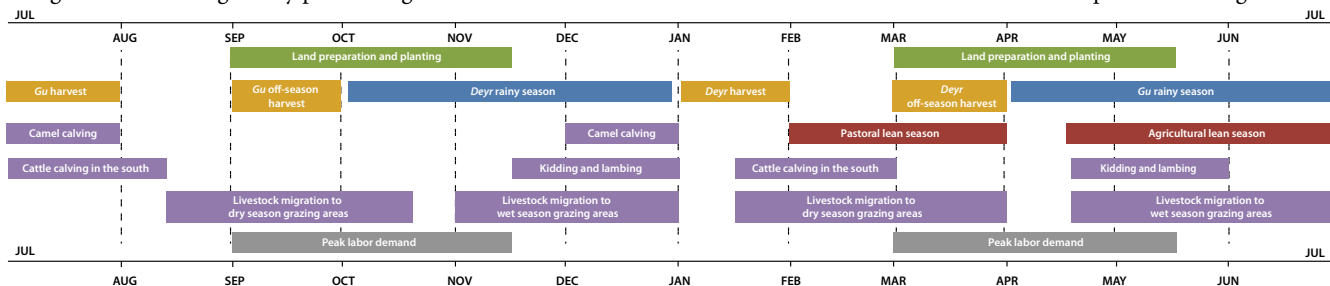 JUL JUL
AUG SEP OCT NOV DEC JAN FEB MAR APR MAY JUN
Land preparation and planting Land preparation and planting
Gu harvest Gu off-season Deyr rainy season Deyr harvest Deyr Gu rainy season
harvest off-season harvest
Camel calving Camel calving Pastoral lean season Agricultural lean season
Cattle calving in the south Kidding and lambing Cattle calving in the south Kidding and lambing
Livestock migration to Livestock migration to Livestock migration to Livestock migration to
dry season grazing areas wet season grazing areas dry season grazing areas wet season grazing areas
Peak labor demand Peak labor demand
JUL JUL
AUG SEP OCT NOV DEC JAN FEB MAR APR MAY JUN